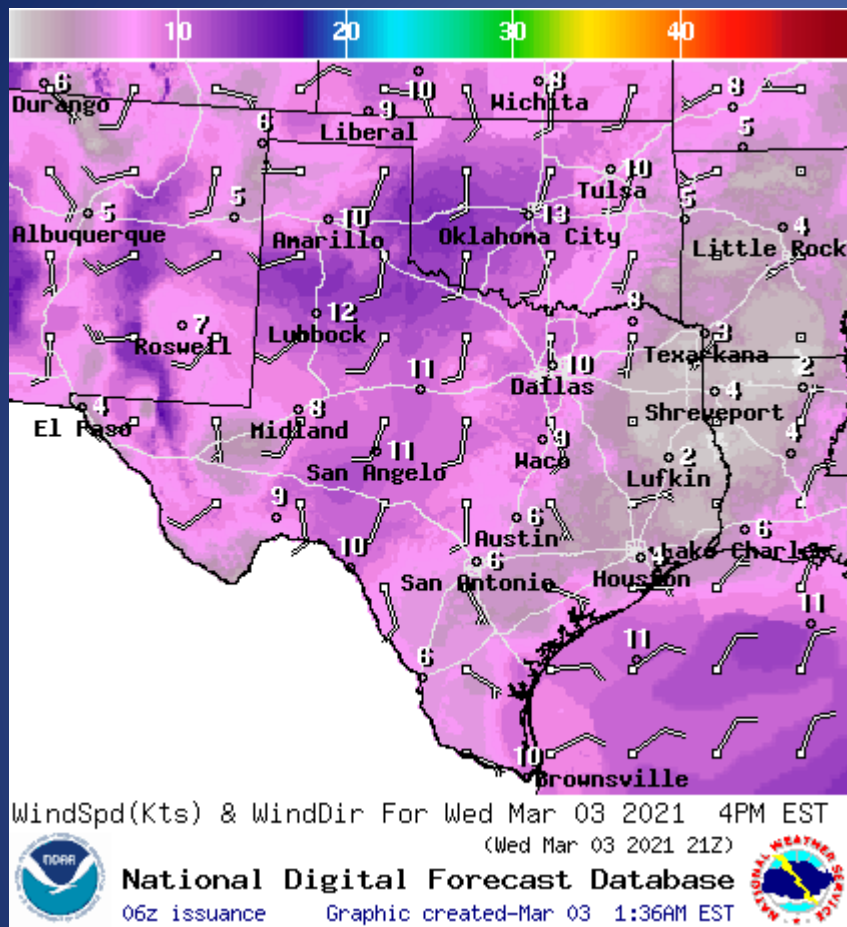 10 20 30 40
6 10 8 8
Durango Wichita
9
Liberal
6 5
10
Tulsa
5 5 10 13 5 4
Albuquerque Amarillo Oklahoma City Little Rock
7 12 8 3
Roswell Lubbock Texarkana
11 10 4 2
Dallas
4 8 Shreveport
El Paso Midland
11 9 2 4
San Angelo Waco Lufkin
9 6 6
Austin Lake Charles
10 6
San Antonio Houston
11 11
6
10
Brownsville
WindSpd(Kts) & WindDir For Wed Mar 03 2021 4PM EST
(Wed Mar 03 2021 21Z)
NOAA
NATIONAL WEATHER SERVICE
National Digital Forecast Database
06z issuance Graphic created-Mar 03 1:36AM EST